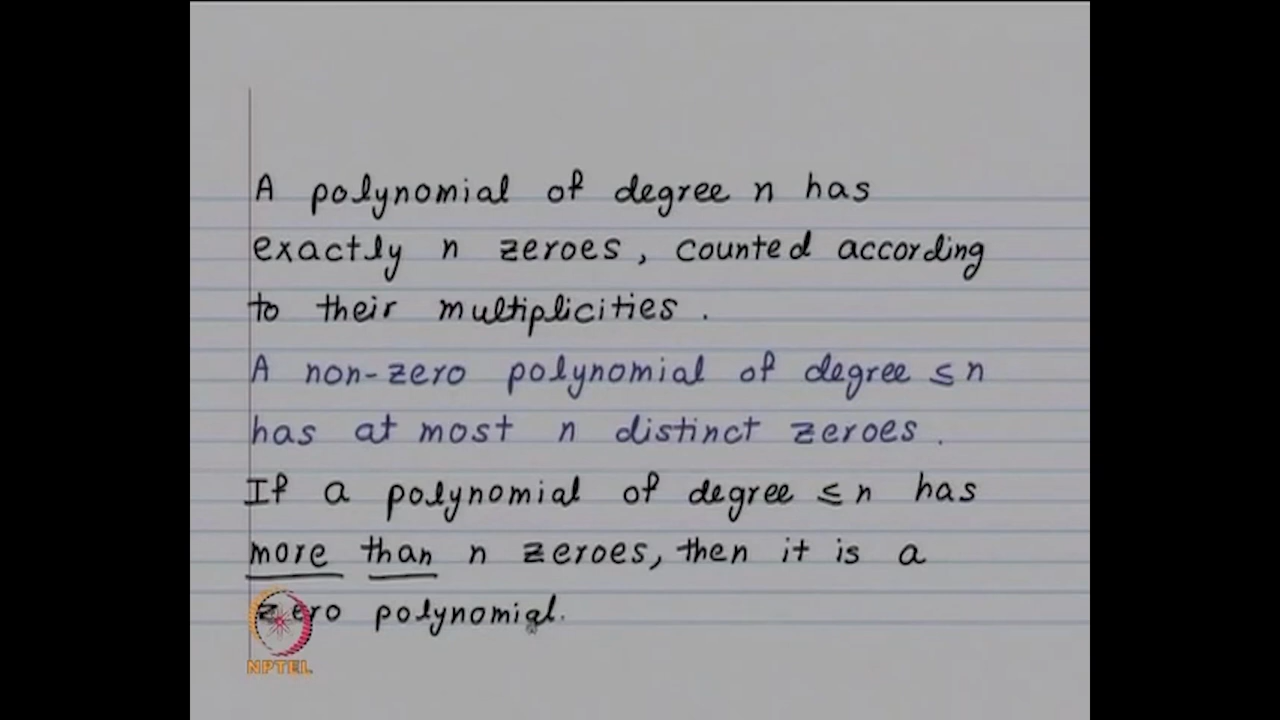 A polynomial of degree n has
exactly n zeroes, counted according
to their multiplicities.
A non-zero polynomial of degree ≤ n
has at most n distinct zeroes.
If a polynomial of degree ≤ n has
more than n zeroes, then it is a
zero polynomial.
NPTEL